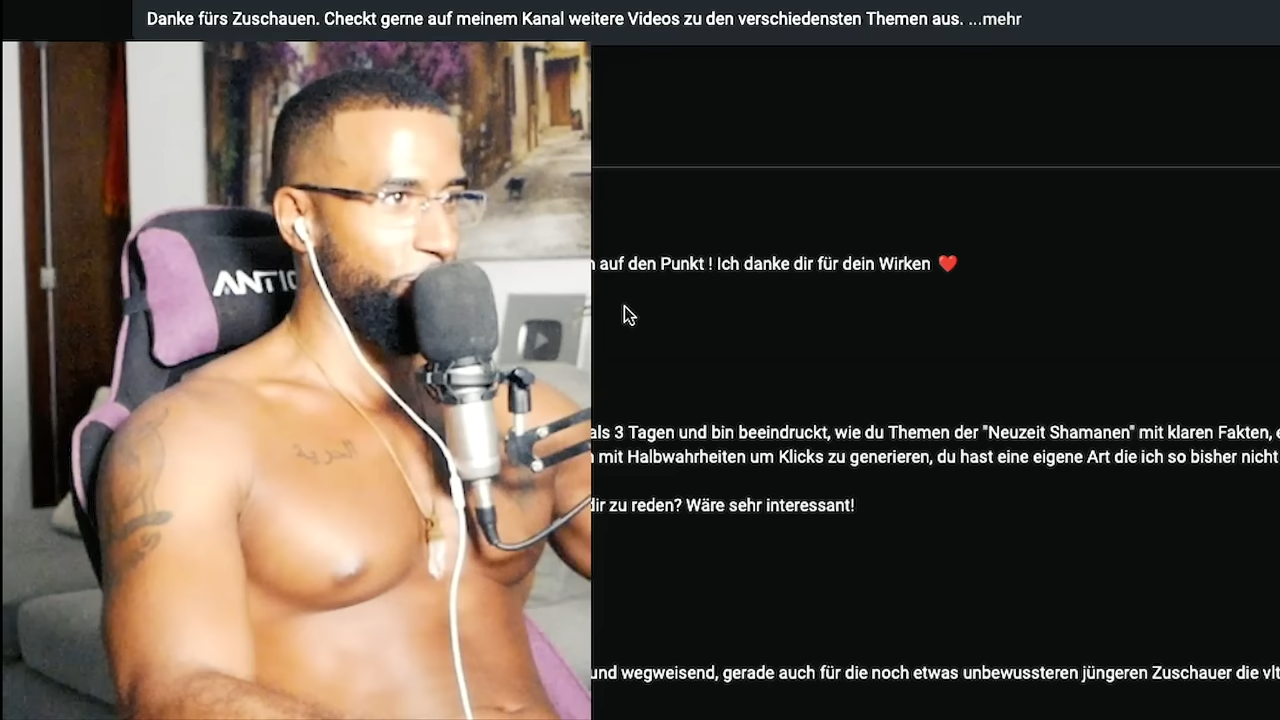 Danke fürs Zuschauen. Checkt gerne auf meinem Kanal weitere Videos zu den verschiedensten Themen aus. ...mehr
ANTIC
auf den Punkt ! Ich danke dir für dein Wirken ❤️
als 3 Tagen und bin beeindruckt, wie du Themen der "Neuzeit Shamanen" mit klaren Fakten,
mit Halbwahrheiten um Klicks zu generieren, du hast eine eigene Art die ich so bisher nicht
dir zu reden? Wäre sehr interessant!
und wegweisend, gerade auch für die noch etwas unbewussteren jüngeren Zuschauer die vlt